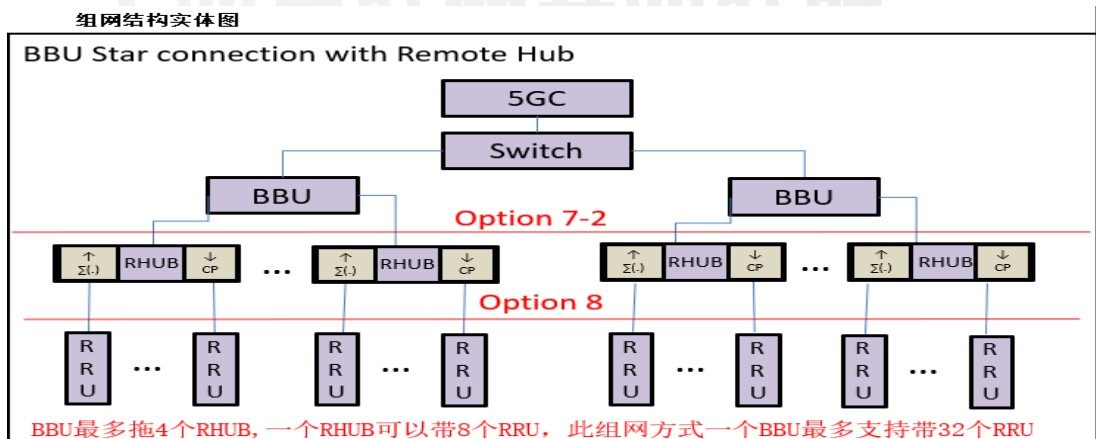 组网结构实体图
BBU Star connection with Remote Hub
5GC
Switch
BBU
BBU
Option 7-2
↑ Σ(.) RHUB ↓ CP ... ↑ Σ(.) RHUB ↓ CP ↑ Σ(.) RHUB ↓ CP ... ↑ Σ(.) RHUB ↓ CP
Option 8
RRU ... RRU RRU ... RRU RRU ... RRU RRU ... RRU
BBU最多拖4个RHUB,一个RHUB可以带8个RRU，此组网方式一个BBU最多支持带32个RRU